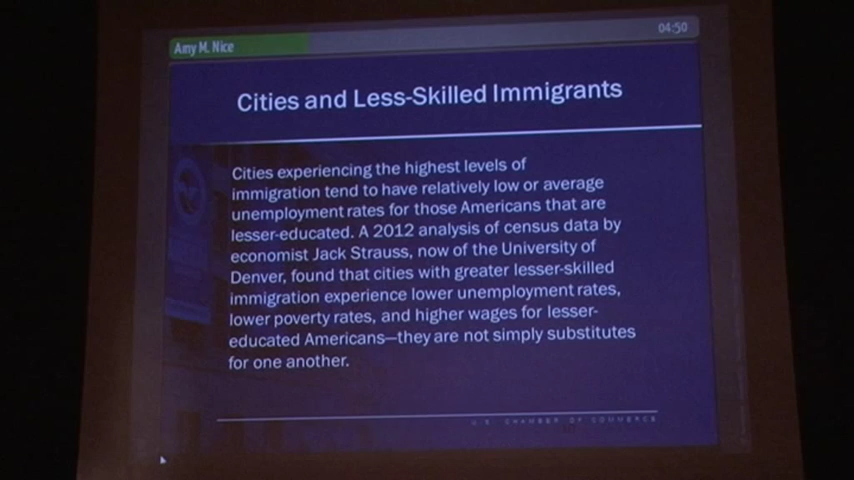 Amy M. Nice
04:50
Cities and Less-Skilled Immigrants
Cities experiencing the highest levels of
immigration tend to have relatively low or average
unemployment rates for those Americans that are
lesser-educated. A 2012 analysis of census data by
economist Jack Strauss, now of the University of
Denver, found that cities with greater lesser-skilled
immigration experience lower unemployment rates,
lower poverty rates, and higher wages for lesser-
educated Americans—they are not simply substitutes
for one another.
U.S. CHAMBER OF COMMERCE